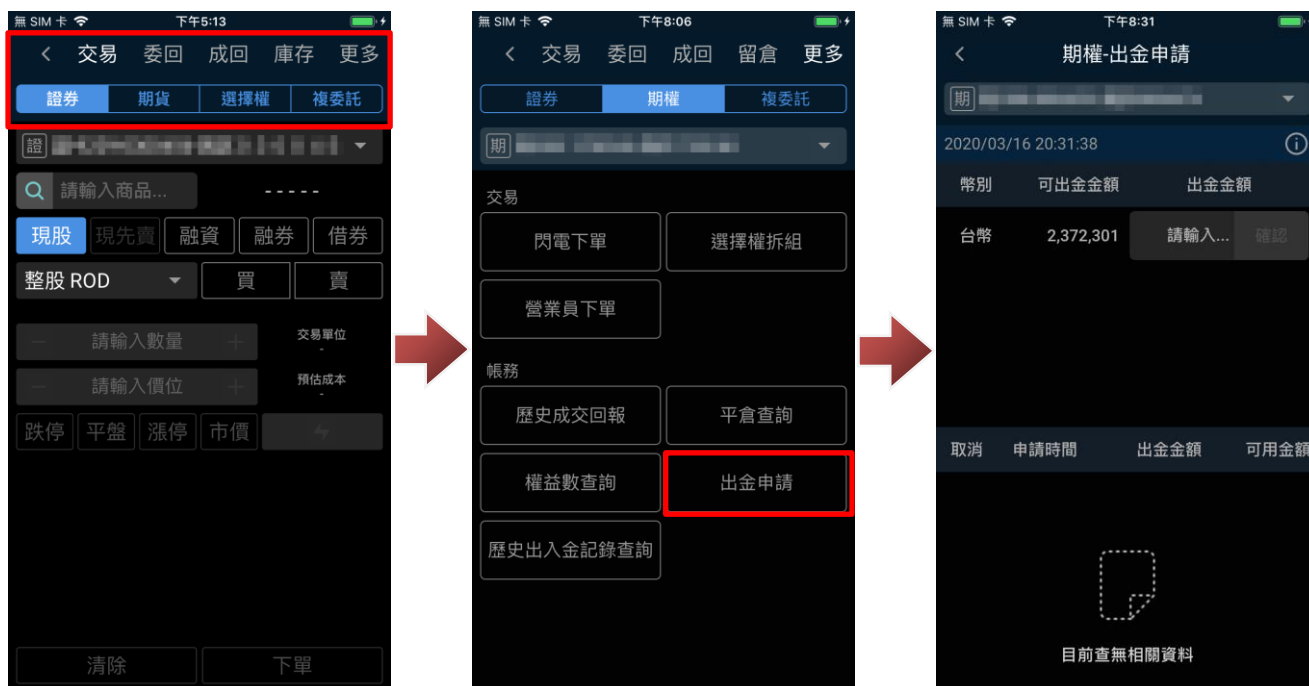 無 SIM 卡 下午5:13
交易 委回 成回 庫存 更多
證券 期貨 選擇權 複委託
證
請輸入商品... - - - - -
現股 現先賣 融資 融券 借券
整股 ROD 買 賣
請輸入數量 交易單位
-
請輸入價位 預估成本
-
跌停 平盤 漲停 市價
清除 下單
無 SIM 卡 下午8:06
交易 委回 成回 留倉 更多
證券 期權 複委託
期
交易
閃電下單 選擇權拆組
營業員下單
帳務
歷史成交回報 平倉查詢
權益數查詢 出金申請
歷史出入金記錄查詢
無 SIM 卡 下午8:31
期權-出金申請
期
2020/03/16 20:31:38
幣別 可出金金額 出金金額
台幣 2,372,301 請輸入... 確認
取消 申請時間 出金金額 可用金額
目前查無相關資料